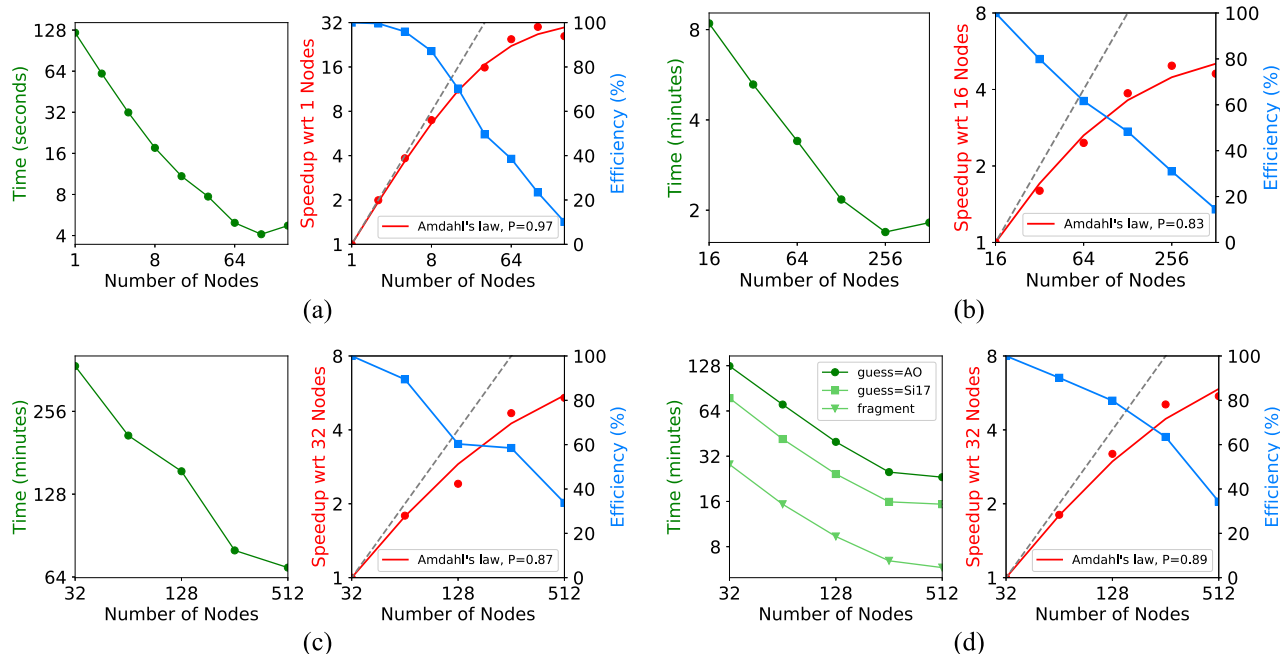 128
64
32
16
8
4
1
8
64
Time (seconds)
Number of Nodes
32
16
8
4
2
1
1
8
64
Speedup wrt 1 Nodes
Number of Nodes
100
80
60
40
20
0
Efficiency (%)
Amdahl's law, P=0.97
(a)
8
4
2
16
64
256
Time (minutes)
Number of Nodes
8
4
2
1
16
64
256
Speedup wrt 16 Nodes
Number of Nodes
100
80
60
40
20
0
Efficiency (%)
Amdahl's law, P=0.83
(b)
256
128
64
32
128
512
Time (minutes)
Number of Nodes
8
4
2
1
32
128
512
Speedup wrt 32 Nodes
Number of Nodes
100
80
60
40
20
0
Efficiency (%)
Amdahl's law, P=0.87
(c)
128
64
32
16
8
32
128
512
Time (minutes)
Number of Nodes
guess=AO
guess=Si17
fragment
8
4
2
1
32
128
512
Speedup wrt 32 Nodes
Number of Nodes
100
80
60
40
20
0
Efficiency (%)
Amdahl's law, P=0.89
(d)